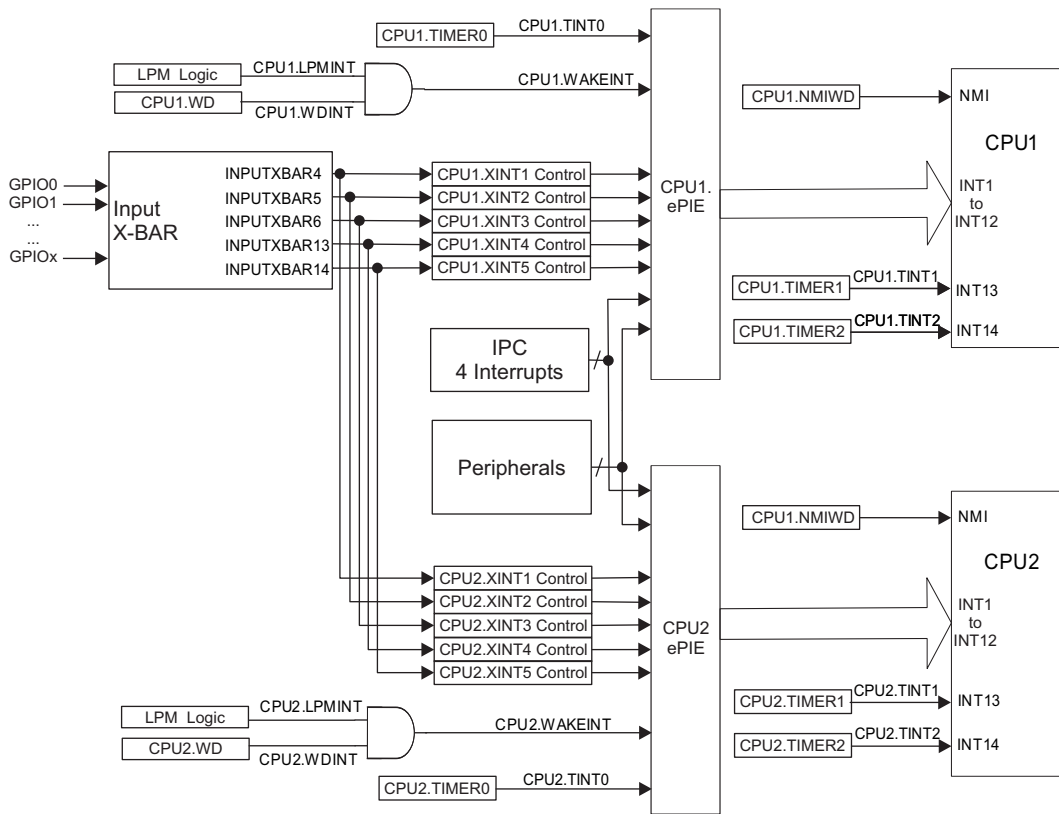 CPU1.TIMER0
CPU1.TINT0
LPM Logic
CPU1.LPMINT
CPU1.WD
CPU1.WDINT
CPU1.WAKEINT
CPU1.NMIWD
NMI
CPU1
GPIO0
GPIO1
...
...
GPIOx
Input
X-BAR
INPUTXBAR4
INPUTXBAR5
INPUTXBAR6
INPUTXBAR13
INPUTXBAR14
CPU1.XINT1 Control
CPU1.XINT2 Control
CPU1.XINT3 Control
CPU1.XINT4 Control
CPU1.XINT5 Control
CPU1.
ePIE
INT1
to
INT12
CPU1.TIMER1
CPU1.TINT1
INT13
CPU1.TIMER2
CPU1.TINT2
INT14
IPC
4 Interrupts
Peripherals
CPU1.NMIWD
NMI
CPU2
CPU2.XINT1 Control
CPU2.XINT2 Control
CPU2.XINT3 Control
CPU2.XINT4 Control
CPU2.XINT5 Control
CPU2
ePIE
INT1
to
INT12
CPU2.TIMER1
CPU2.TINT1
INT13
CPU2.TIMER2
CPU2.TINT2
INT14
LPM Logic
CPU2.LPMINT
CPU2.WD
CPU2.WDINT
CPU2.WAKEINT
CPU2.TIMER0
CPU2.TINT0